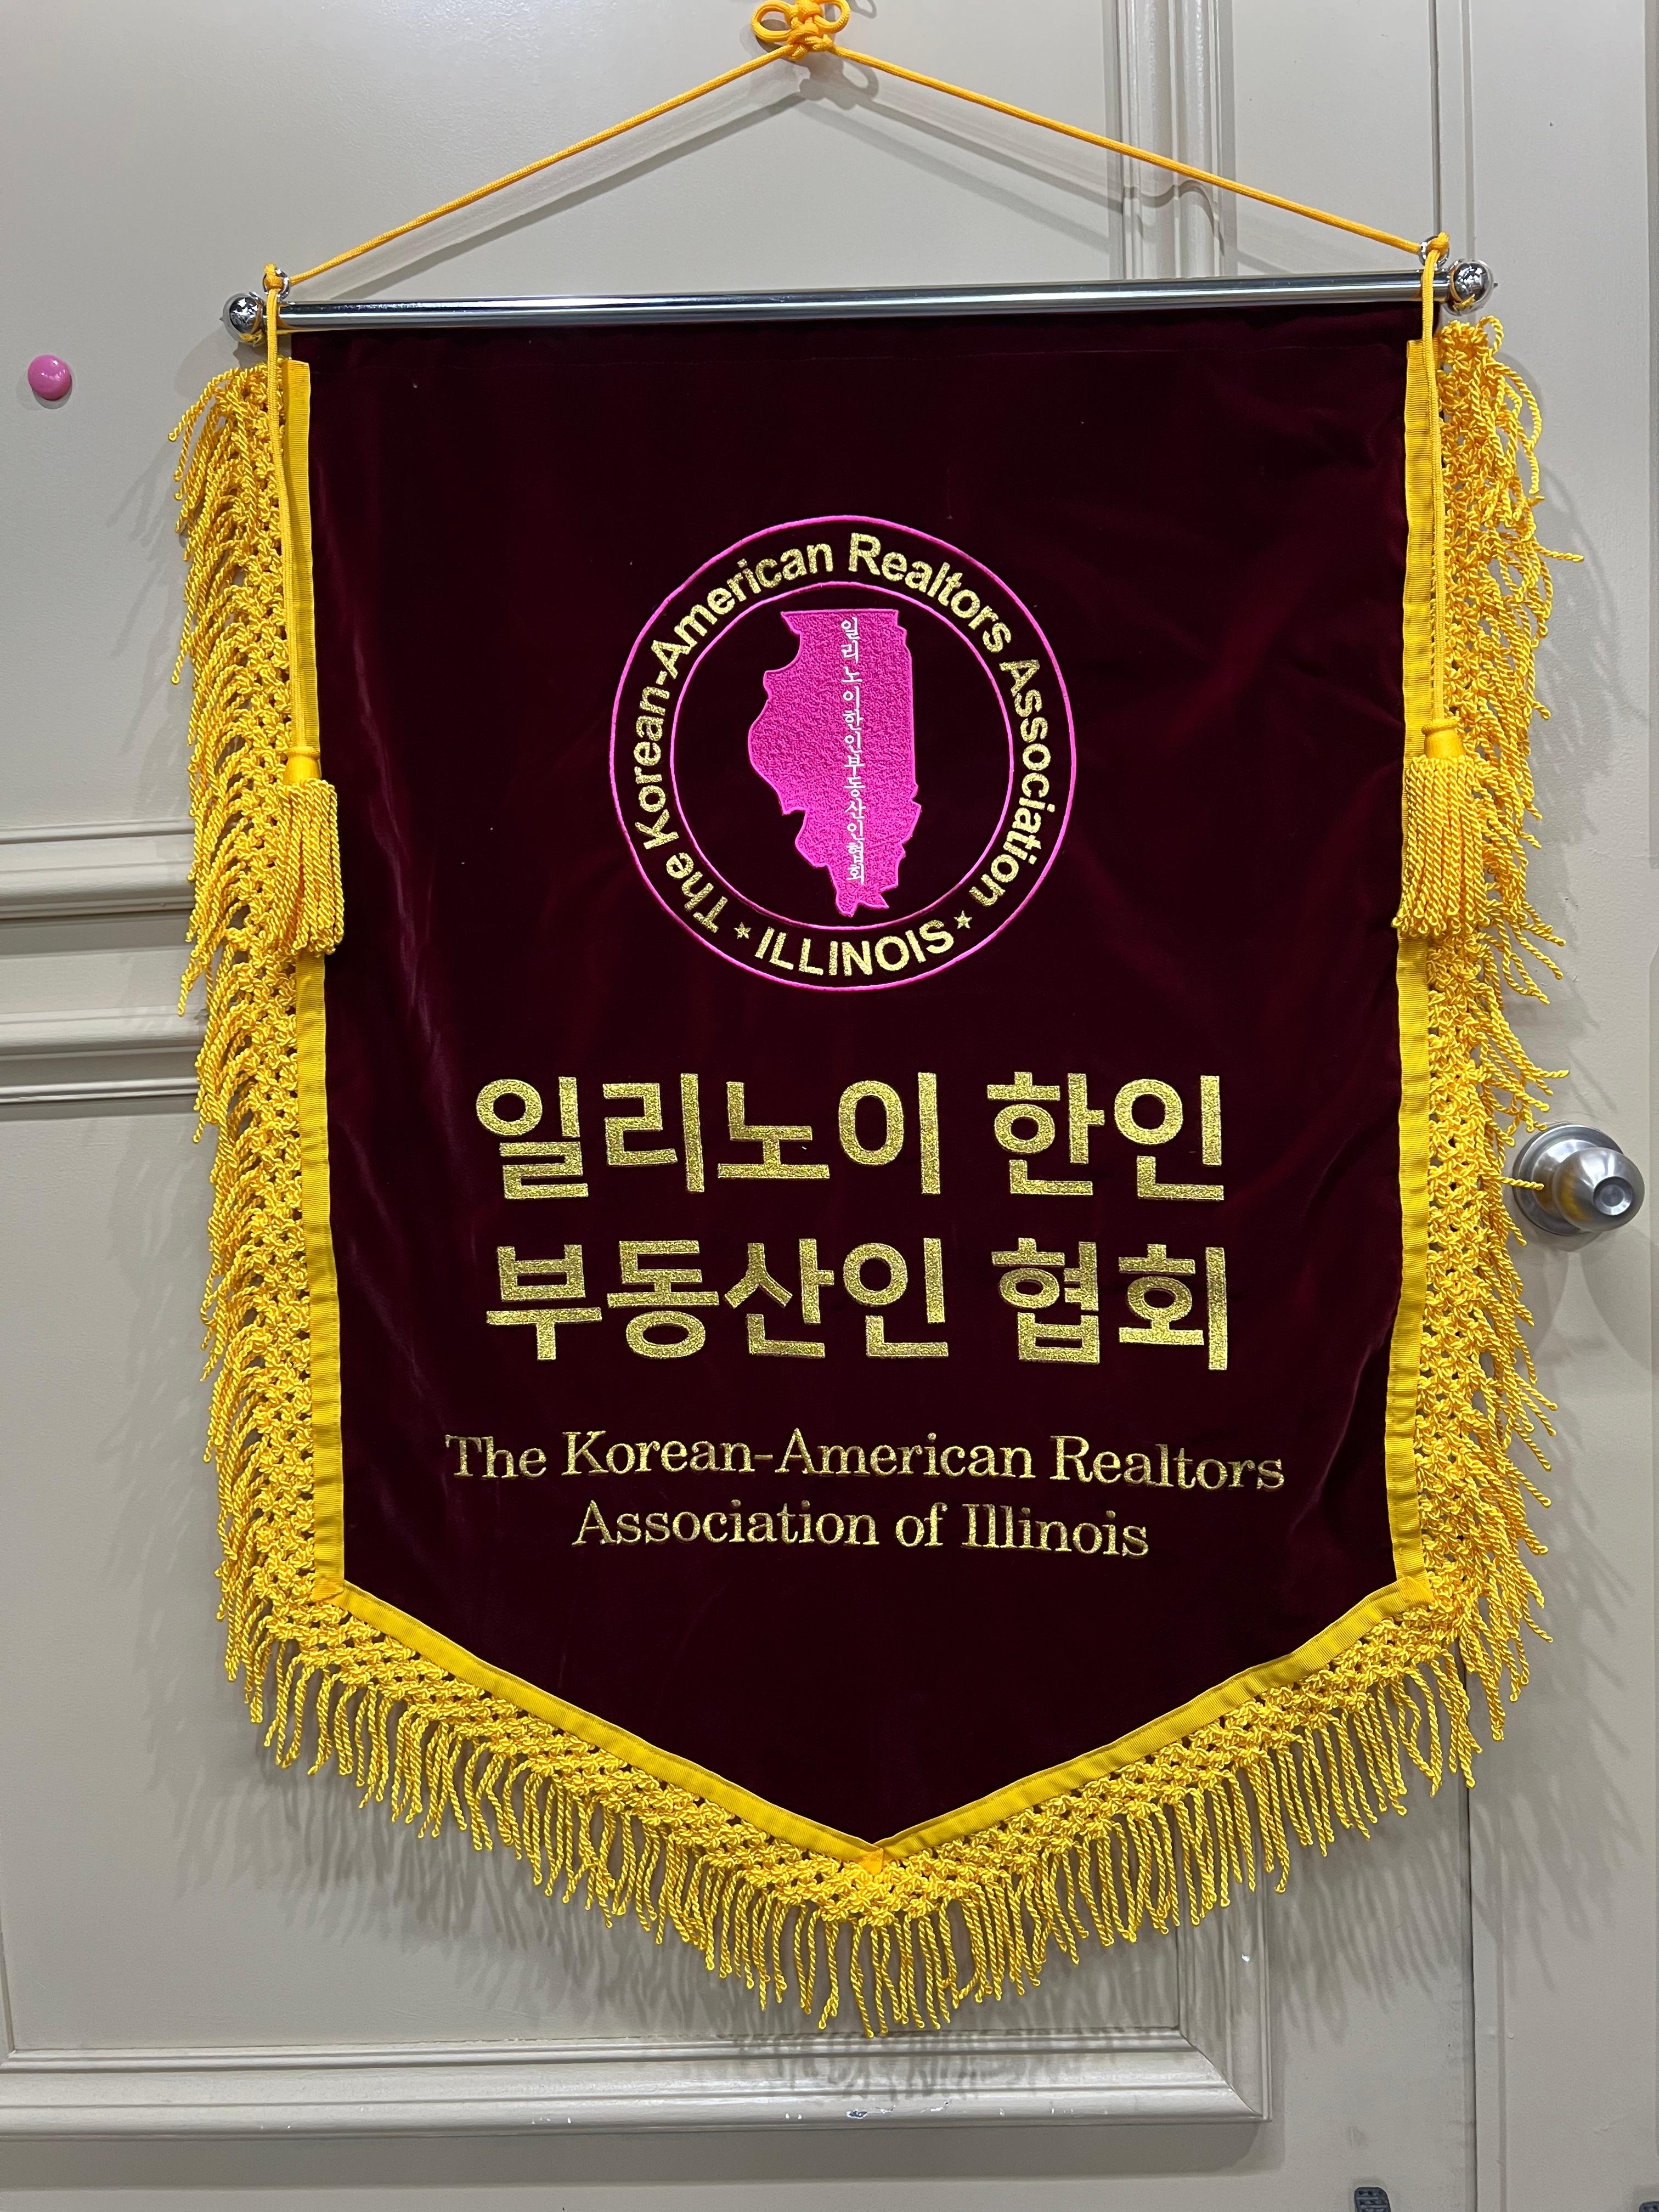 The Korean-American Realtors Association
★ ILLINOIS ★
일리노이한인부동산인협회
일리노이 한인
부동산인 협회
The Korean-American Realtors
Association of Illinois